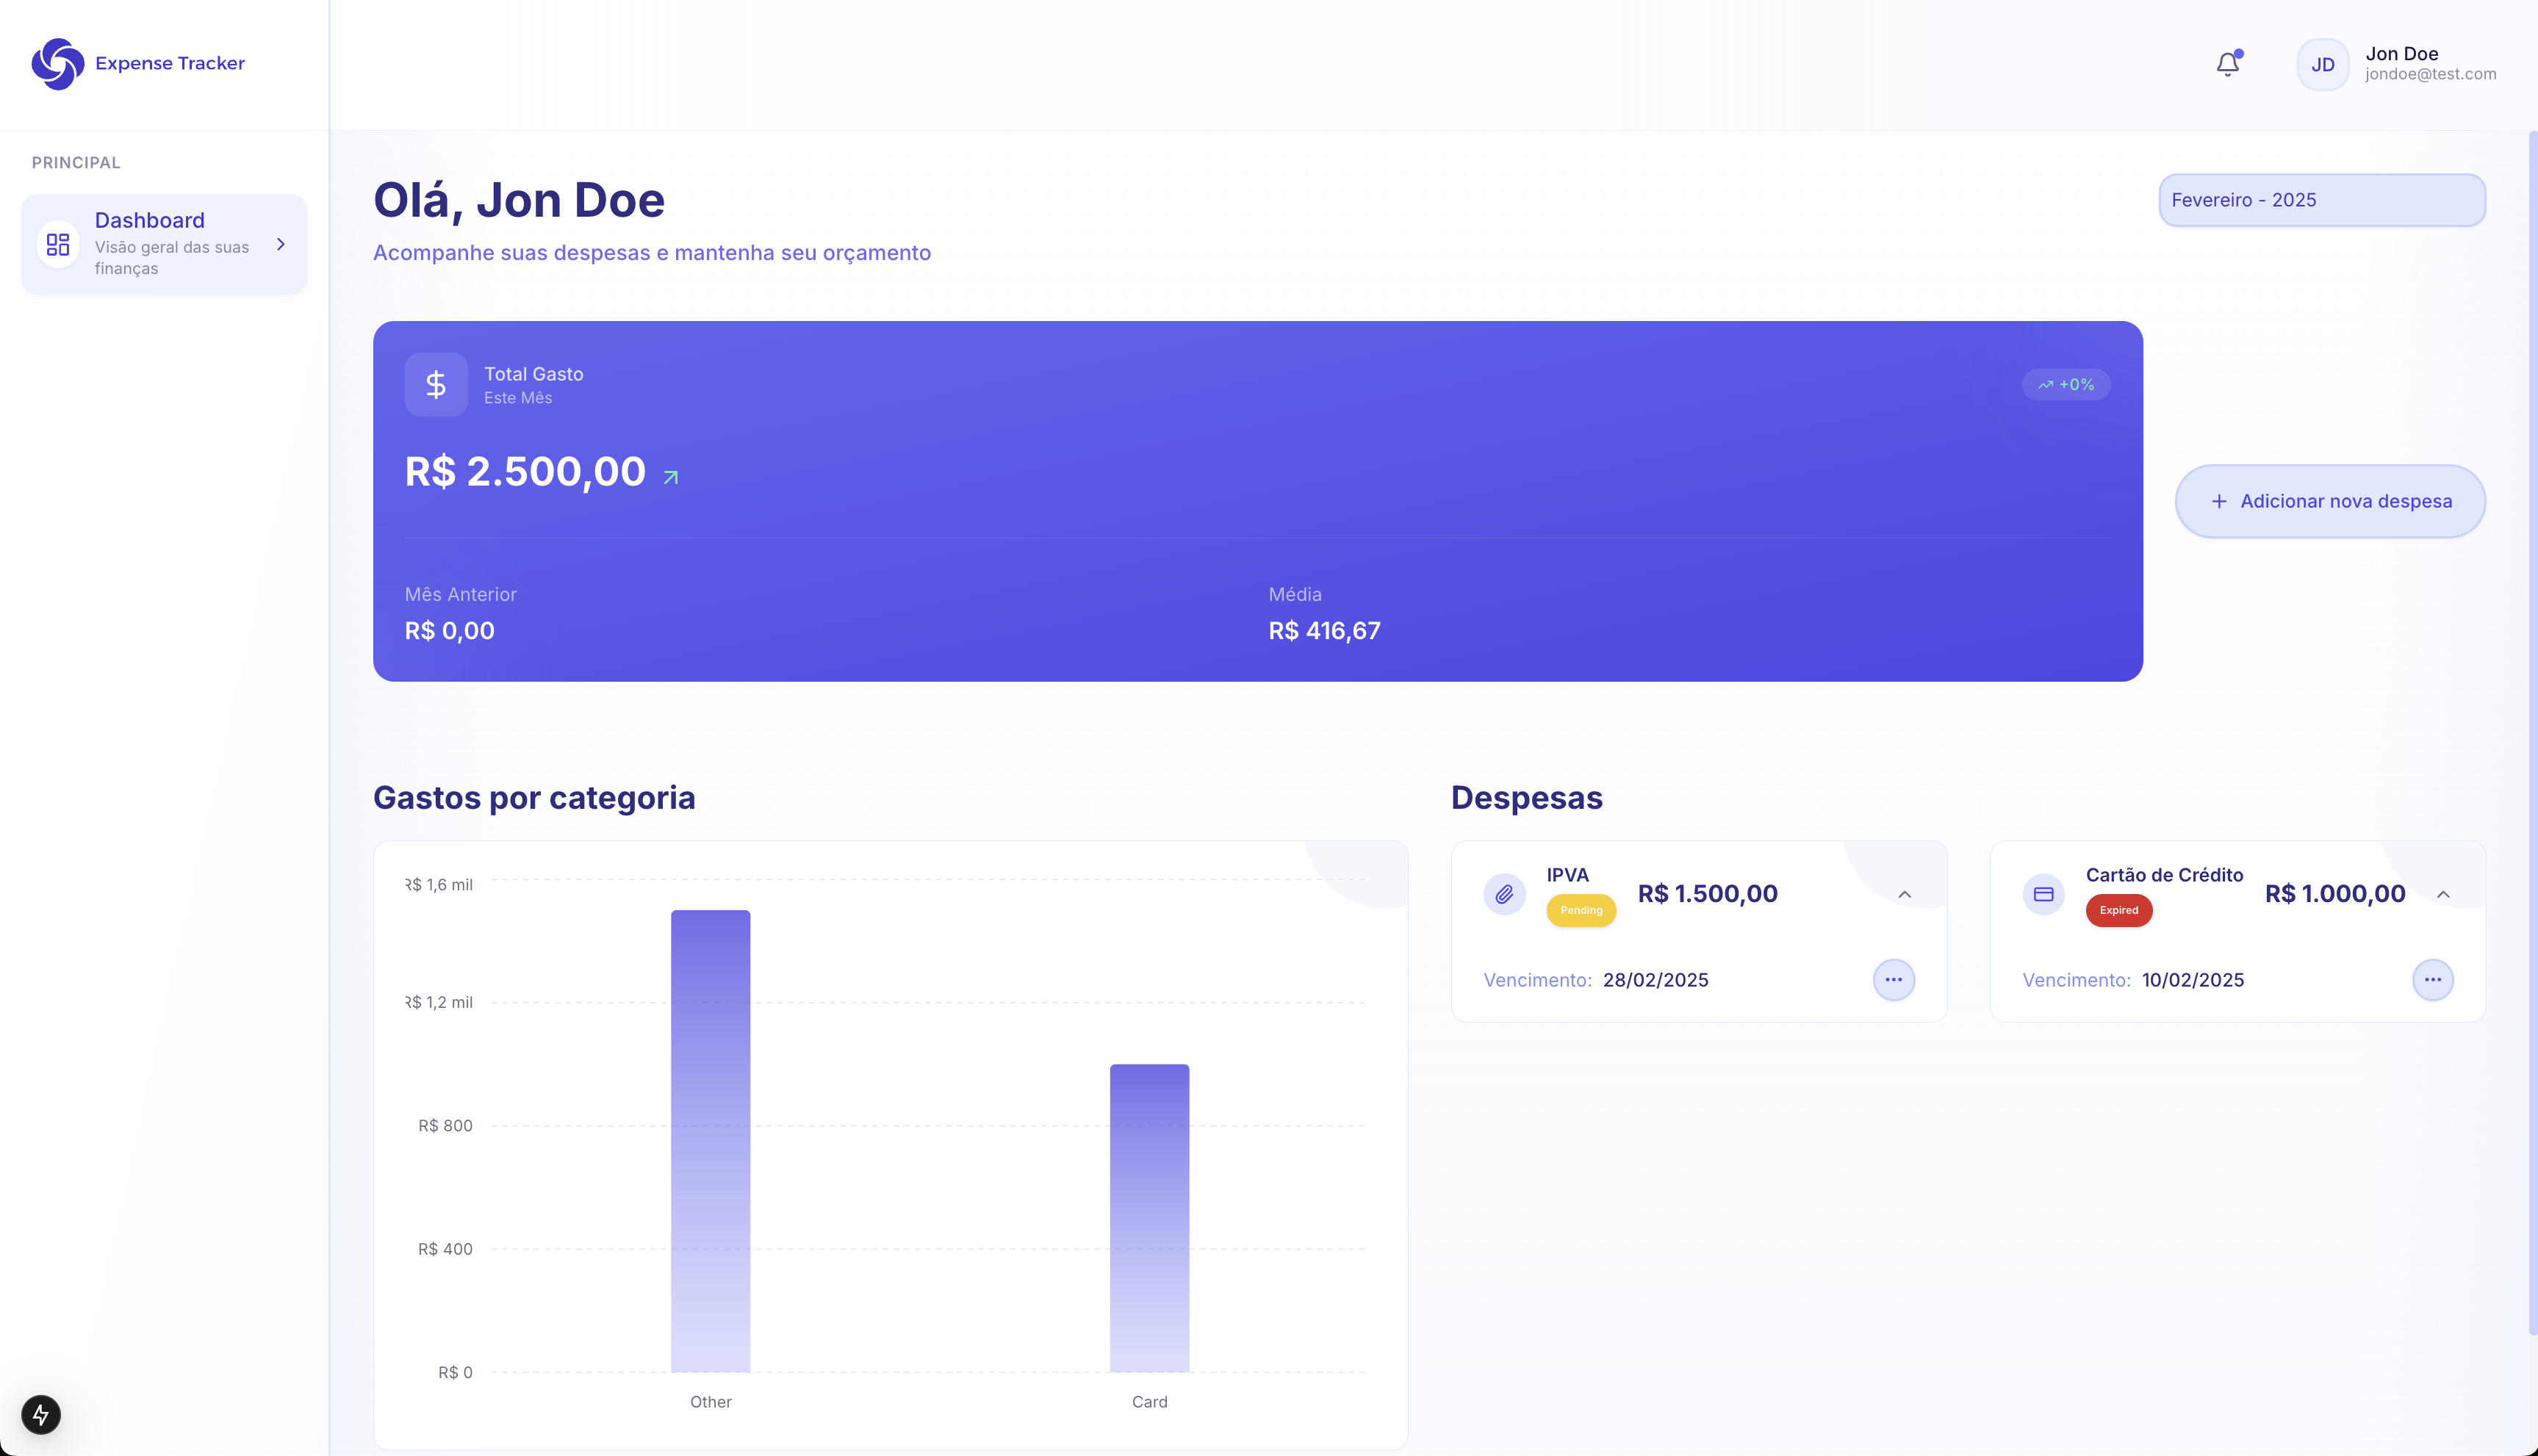 Expense Tracker
JD
Jon Doe
jondoe@test.com
PRINCIPAL
Dashboard
Visão geral das suas
finanças
Olá, Jon Doe
Acompanhe suas despesas e mantenha seu orçamento
Fevereiro - 2025
$
Total Gasto
Este Mês
+0%
R$ 2.500,00
Mês Anterior
R$ 0,00
Média
R$ 416,67
+ Adicionar nova despesa
Gastos por categoria
R$ 1,6 mil
R$ 1,2 mil
R$ 800
R$ 400
R$ 0
Other
Card
Despesas
IPVA
Pending
R$ 1.500,00
Vencimento: 28/02/2025
Cartão de Crédito
Expired
R$ 1.000,00
Vencimento: 10/02/2025